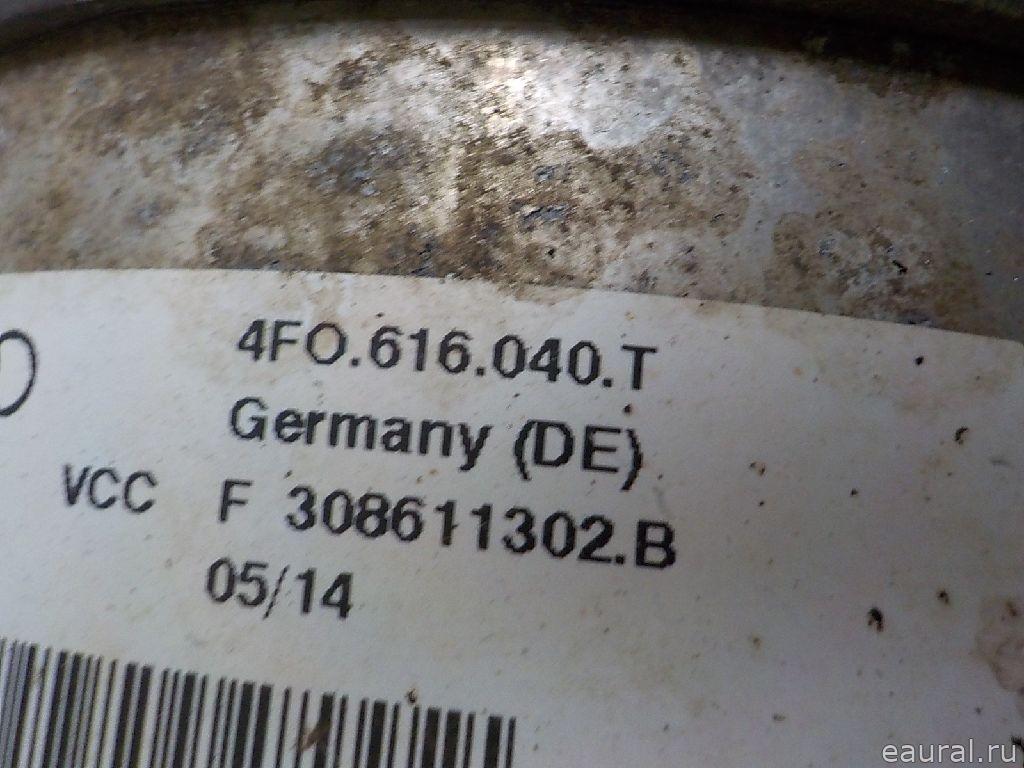 4FO.616.040.T
Germany (DE)
VCC F 308611302.B
05/14
eaural.ru